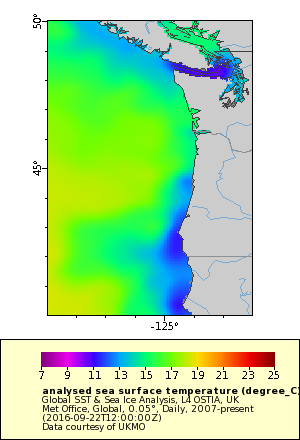 50°
45°
-125°
7 9 11 13 15 17 19 21 23 25
analysed sea surface temperature (degree_C)
Global SST & Sea Ice Analysis, L4 OSTIA, UK
Met Office, Global, 0.05°, Daily, 2007-present
(2016-09-22T12:00:00Z)
Data courtesy of UKMO